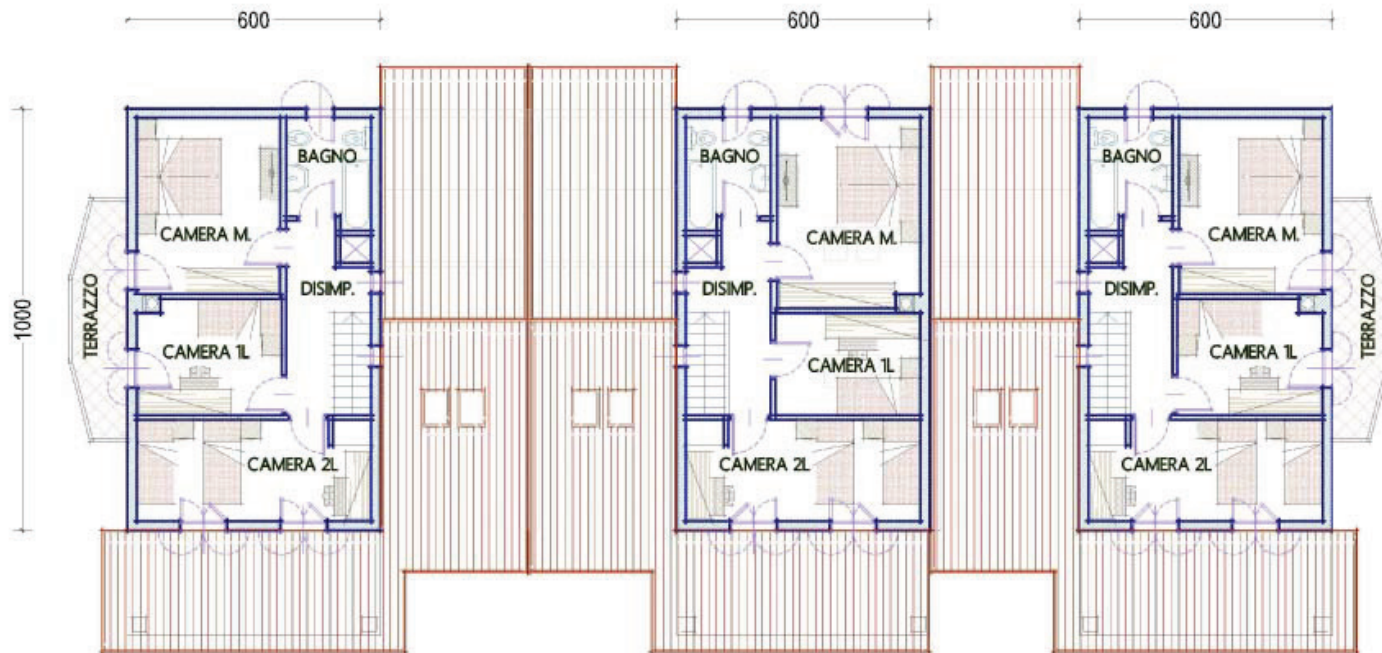 600
600
600
1000
BAGNO
CAMERA M.
DISIMP.
TERRAZZO
CAMERA 1L
CAMERA 2L
BAGNO
CAMERA M.
DISIMP.
CAMERA 1L
CAMERA 2L
BAGNO
CAMERA M.
DISIMP.
CAMERA 1L
TERRAZZO
CAMERA 2L